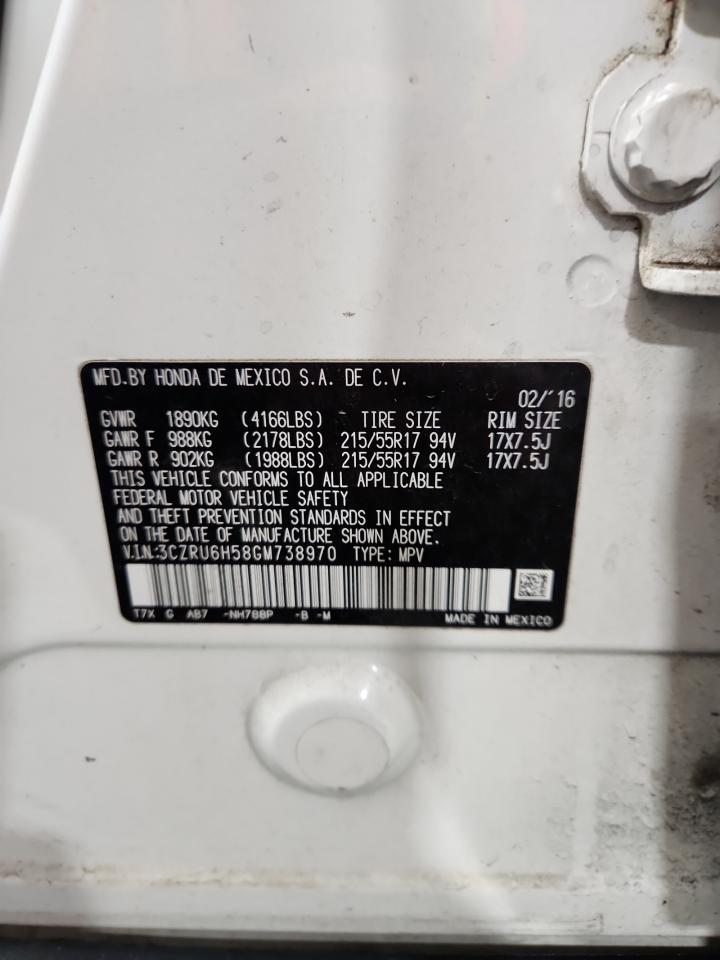 MFD.BY HONDA DE MEXICO S.A. DE C.V.
02/'16
GVWR 1890KG (4166LBS) TIRE SIZE RIM SIZE
GAWR F 988KG (2178LBS) 215/55R17 94V 17X7.5J
GAWR R 902KG (1988LBS) 215/55R17 94V 17X7.5J
THIS VEHICLE CONFORMS TO ALL APPLICABLE
FEDERAL MOTOR VEHICLE SAFETY
AND THEFT PREVENTION STANDARDS IN EFFECT
ON THE DATE OF MANUFACTURE SHOWN ABOVE.
V.I.N.:3CZRU6H58GM738970 TYPE: MPV
T7X G AB7 -NH788P -B -M MADE IN MEXICO